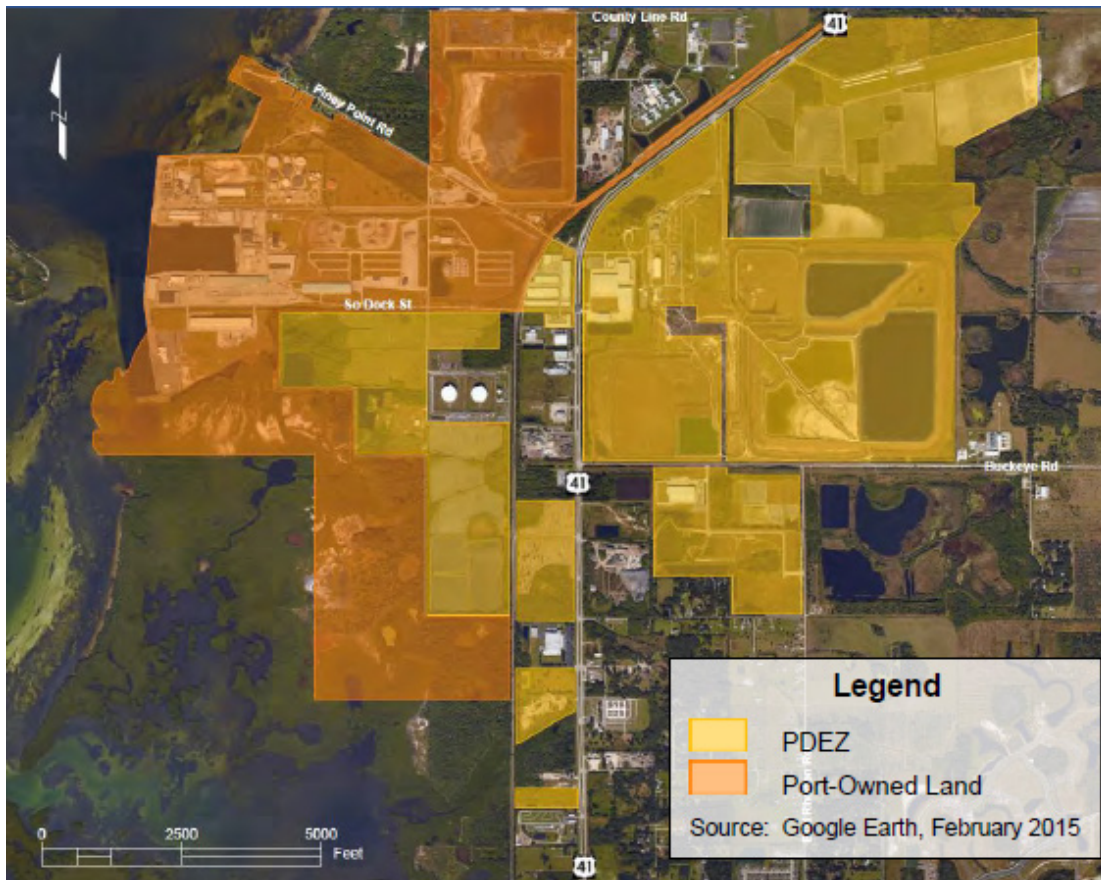 County Line Rd
41
N
Piney Point Rd
So Dock St
Buckeye Rd
41
Legend
PDEZ
Port-Owned Land
Source: Google Earth, February 2015
0 2500 5000
Feet
41